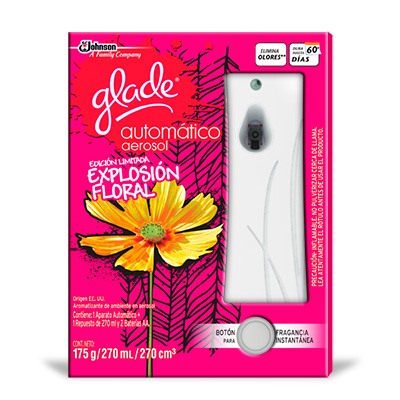 SC Johnson
A Family Company
ELIMINA
OLORES**
DURA
HASTA
60*
DÍAS
glade
automático
aerosol
EDICIÓN LIMITADA
EXPLOSIÓN
FLORAL
PRECAUCIÓN: INFLAMABLE. NO PULVERIZAR CERCA DE LLAMA.
LEA ATENTAMENTE EL RÓTULO ANTES DE USAR EL PRODUCTO.
Origen EE. UU.
Aromatizante de ambiente en aerosol
Contiene: 1 Aparato Automático +
1 Repuesto de 270 ml y 2 Baterías AA.
CONT. NETO:
175 g/270 mL/270 cm³
BOTÓN
PARA
FRAGANCIA
INSTANTÁNEA